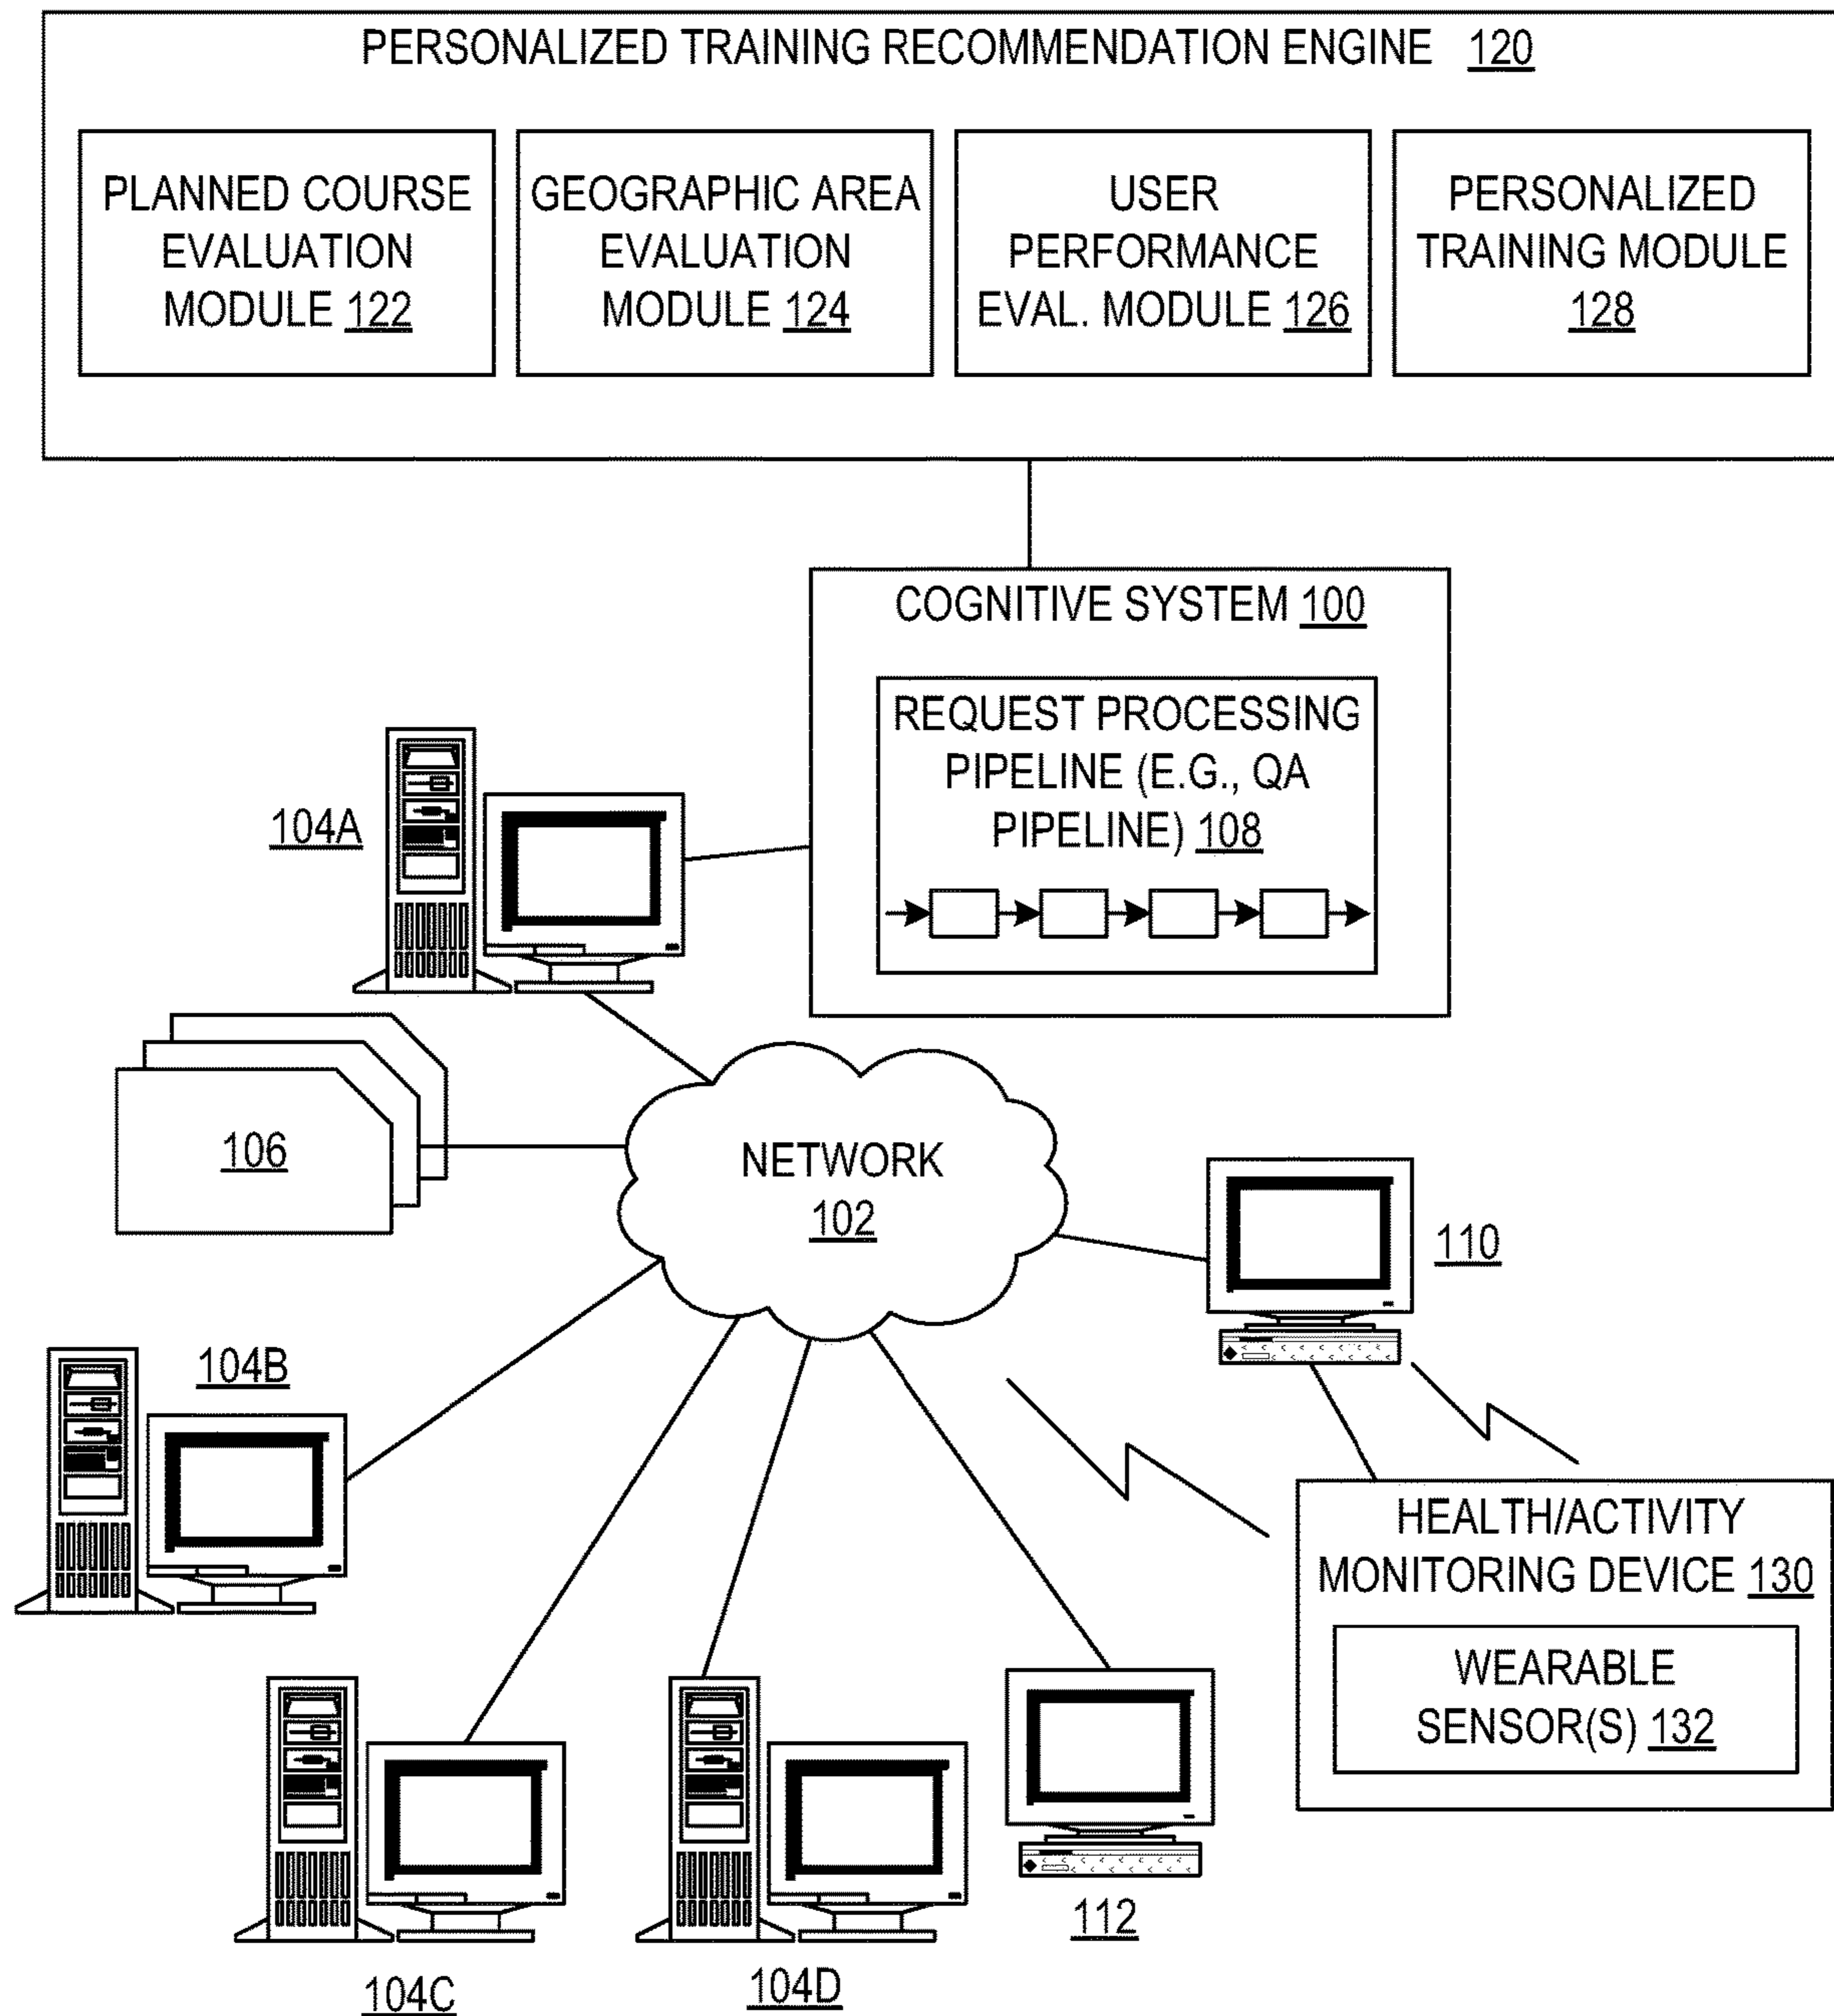 PERSONALIZED TRAINING RECOMMENDATION ENGINE 120
PLANNED COURSE
EVALUATION
MODULE 122
GEOGRAPHIC AREA
EVALUATION
MODULE 124
USER
PERFORMANCE
EVAL. MODULE 126
PERSONALIZED
TRAINING MODULE
128
COGNITIVE SYSTEM 100
REQUEST PROCESSING
PIPELINE (E.G., QA
PIPELINE) 108
104A
106
NETWORK
102
110
104B
HEALTH/ACTIVITY
MONITORING DEVICE 130
WEARABLE
SENSOR(S) 132
112
104C
104D